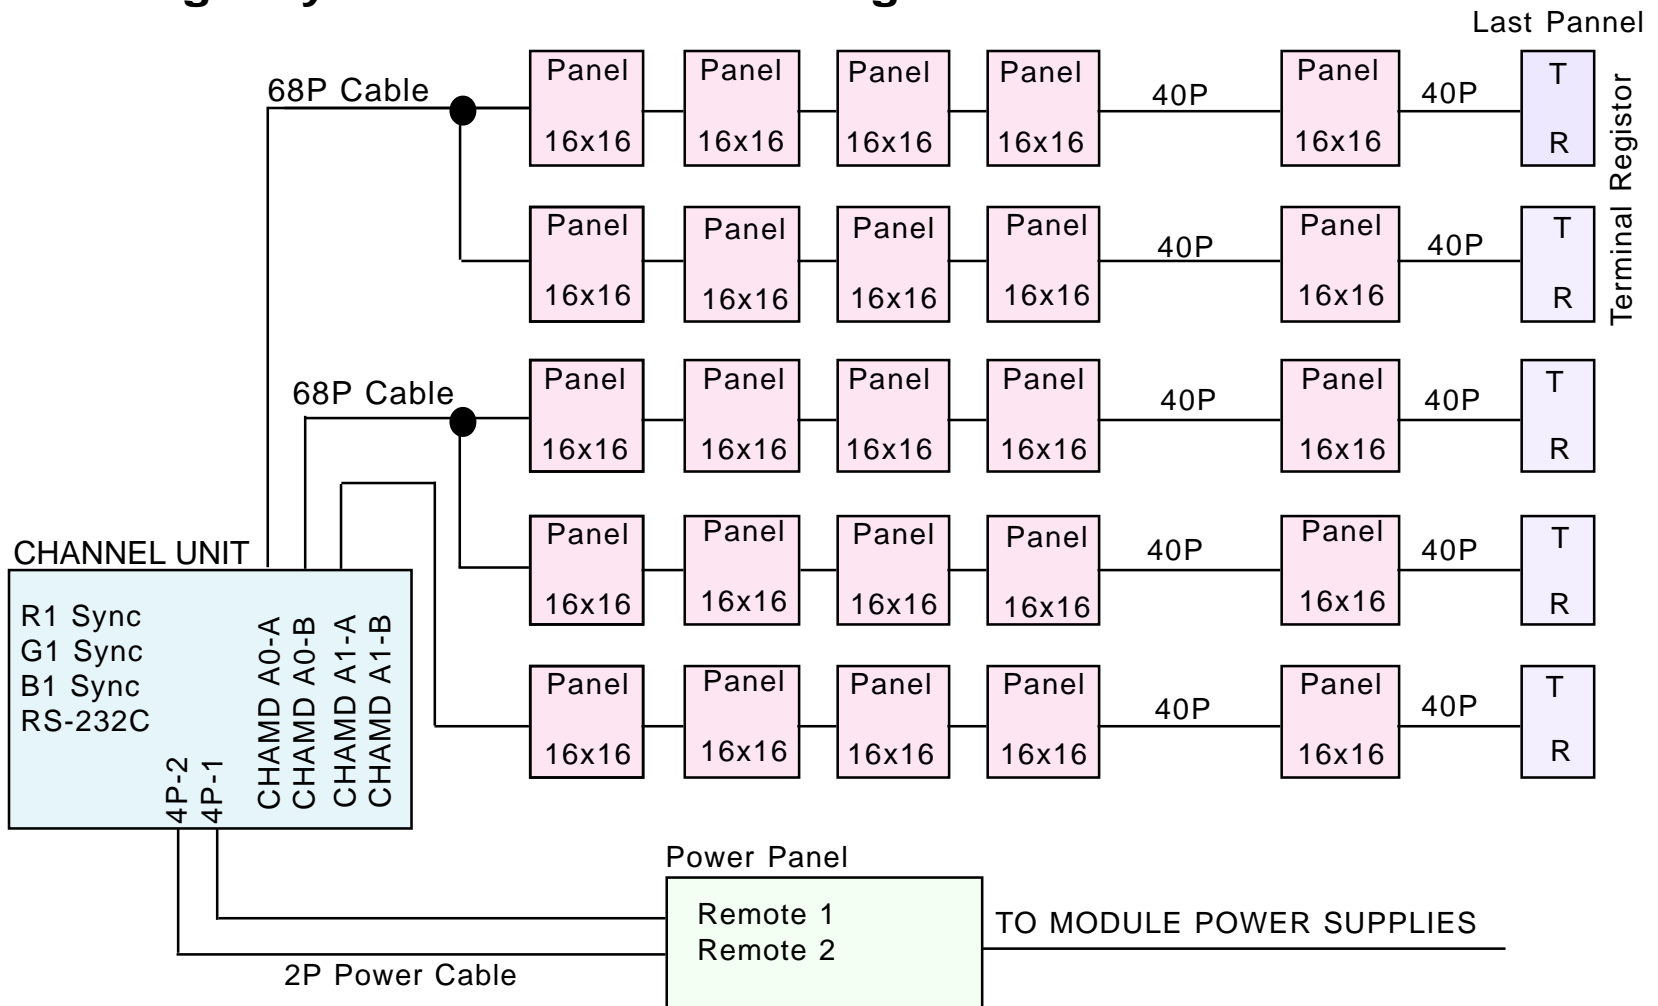 Last Pannel
68P Cable
Panel Panel Panel Panel 40P Panel 40P T
16x16 16x16 16x16 16x16 16x16 R
Terminal Registor
Panel Panel Panel Panel 40P Panel 40P T
16x16 16x16 16x16 16x16 16x16 R
68P Cable
Panel Panel Panel Panel 40P Panel 40P T
16x16 16x16 16x16 16x16 16x16 R
Panel Panel Panel Panel 40P Panel 40P T
16x16 16x16 16x16 16x16 16x16 R
Panel Panel Panel Panel 40P Panel 40P T
16x16 16x16 16x16 16x16 16x16 R
CHANNEL UNIT
R1 Sync
G1 Sync
B1 Sync
RS-232C
4P-2
4P-1
CHAMD A0-A
CHAMD A0-B
CHAMD A1-A
CHAMD A1-B
Power Panel
Remote 1
Remote 2
TO MODULE POWER SUPPLIES
2P Power Cable